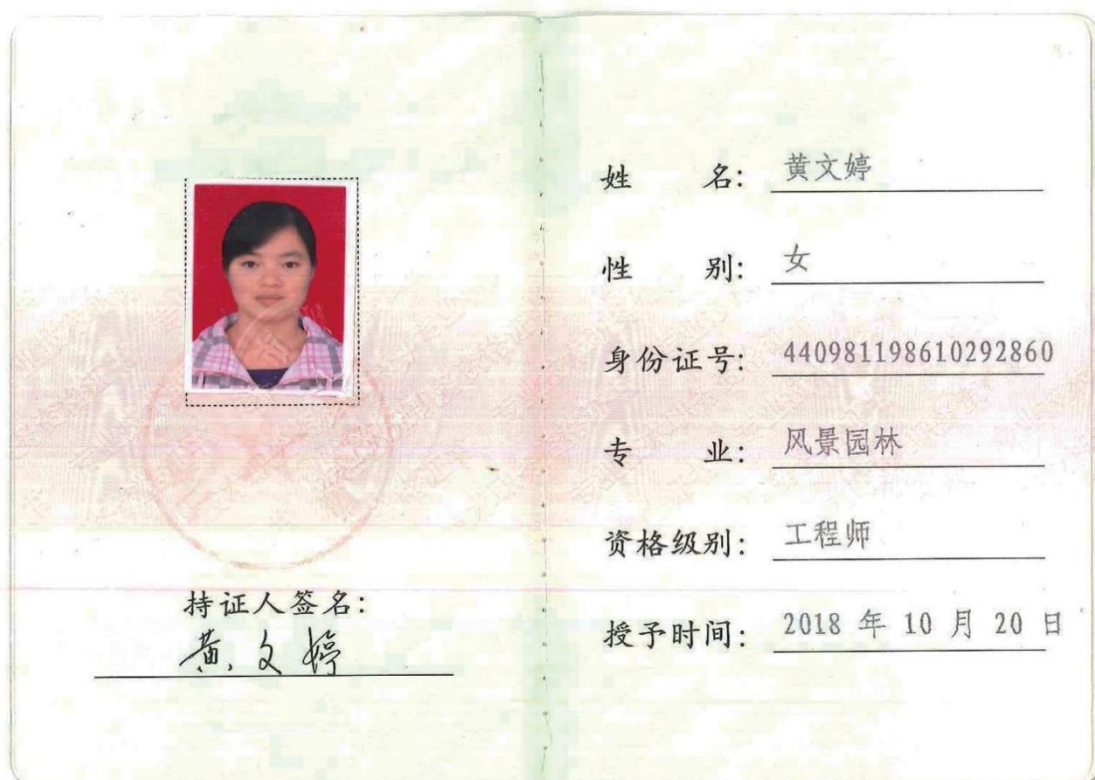 持证人签名：
黄文婷
姓 名： 黄文婷
性 别： 女
身份证号： 440981198610292860
专 业： 风景园林
资格级别： 工程师
授予时间： 2018 年 10 月 20 日